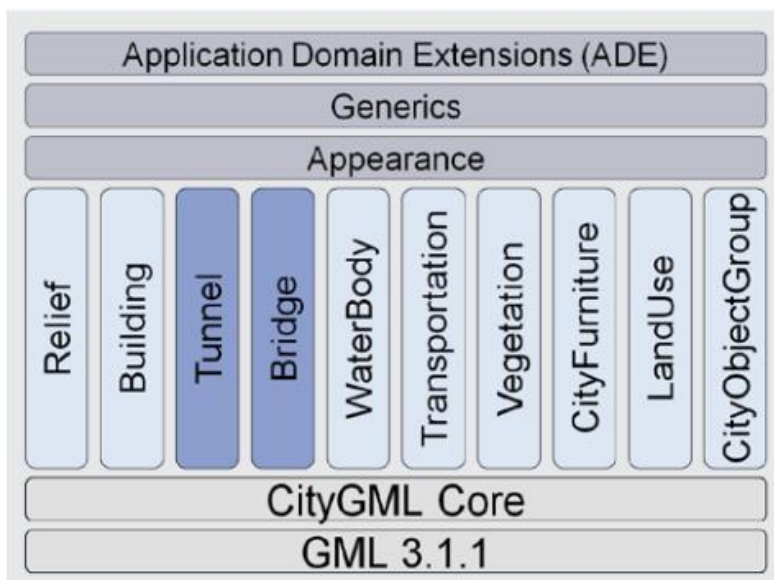 Application Domain Extensions (ADE)
Generics
Appearance
Relief
Building
Tunnel
Bridge
WaterBody
Transportation
Vegetation
CityFurniture
LandUse
CityObjectGroup
CityGML Core
GML 3.1.1